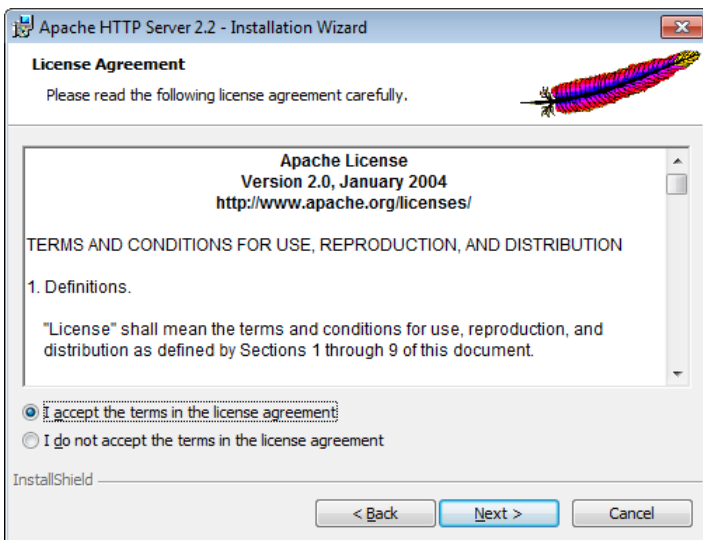 Apache HTTP Server 2.2 - Installation Wizard
License Agreement
Please read the following license agreement carefully.
Apache License
Version 2.0, January 2004
http://www.apache.org/licenses/
TERMS AND CONDITIONS FOR USE, REPRODUCTION, AND DISTRIBUTION
1. Definitions.
"License" shall mean the terms and conditions for use, reproduction, and
distribution as defined by Sections 1 through 9 of this document.
I accept the terms in the license agreement
I do not accept the terms in the license agreement
InstallShield
< Back Next > Cancel